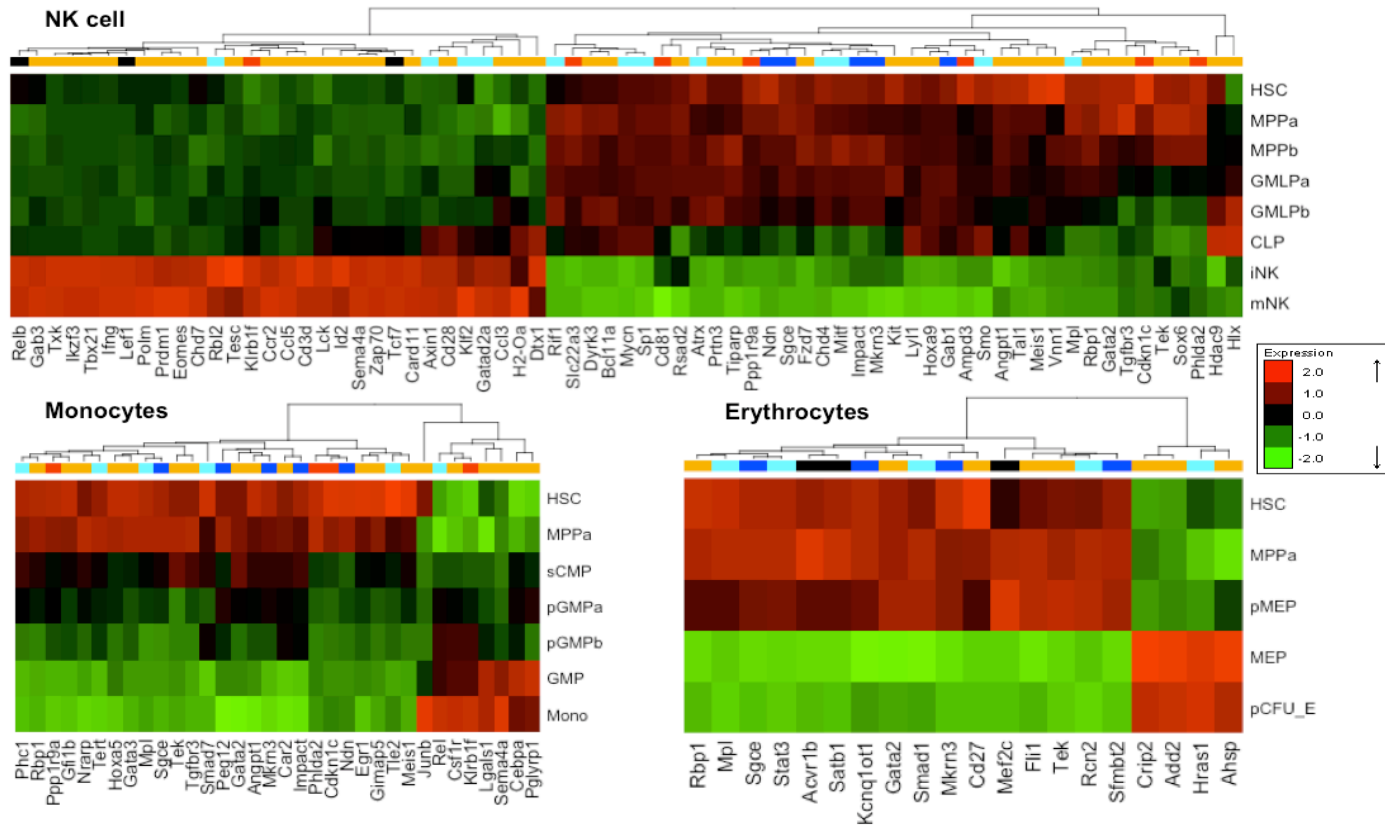 NK cell
HSC
MPPa
MPPb
GMLPa
GMLPb
CLP
iNK
mNK
Relb Gab3 Txk Ikzf3 Tbx21 Ifng Lef1 Polm Prdm1 Eomes Chd7 Rbl2 Tesc Klrb1f Ccr2 Ccl5 Cd3d Lck Id2 Sema4a Zap70 Tcf7 Card11 Axin1 Cd28 Klf2 Gatad2a Ccl3 H2-Oa Dtx1 Rif1 Slc22a3 Dyrk3 Bcl11a Mycn Sp1 Cd81 Rsad2 Atrx Prtn3 Tiparp Ppp1r9a Ndn Sgce Fzd7 Chd4 Mitf Impact Mkrn3 Kit Lyl1 Hoxa9 Gab1 Ampd3 Smo Angpt1 Tal1 Meis1 Vnn1 Mpl Rbp1 Gata2 Tgfbr3 Cdkn1c Tek Sox6 Phlda2 Hdac9 Hlx
Expression
2.0
1.0
0.0
-1.0
-2.0
Monocytes
HSC
MPPa
sCMP
pGMPa
pGMPb
GMP
Mono
Phc1 Rbp1 Ppp1r9a Gfi1b Nrarp Tert Hoxa5 Gata3 Mpl Sgce Tek Tgfbr3 Smad7 Peg12 Gata2 Angpt1 Mkrn3 Car2 Impact Phlda2 Cdkn1c Ndn Egr1 Gimap5 Tle2 Meis1 Junb Rel Csf1r Klrb1f Lgals1 Sema4a Cebpa Pglyrp1
Erythrocytes
HSC
MPPa
pMEP
MEP
pCFU_E
Rbp1 Mpl Sgce Stat3 Acvr1b Satb1 Kcnq1ot1 Gata2 Smad1 Mkrn3 Cd27 Mef2c Fli1 Tek Rcn2 Sfmbt2 Crip2 Add2 Hras1 Ahsp